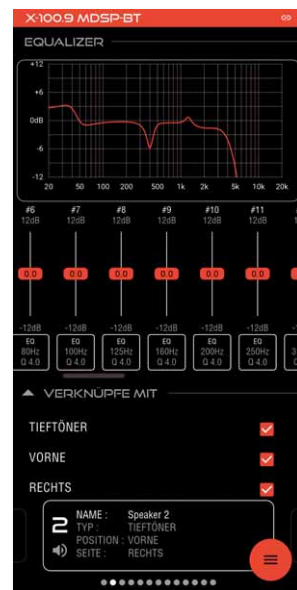 X-100.9 MDSP-BT
EQUALIZER
+12
+6
0dB
-6
-12
20 50 100 200 500 1k 2k 5k 10k 20k
#6 #7 #8 #9 #10 #11
12dB 12dB 12dB 12dB 12dB 12dB
0.0 0.0 0.0 0.0 0.0 0.0
-12dB -12dB -12dB -12dB -12dB -12dB
EQ EQ EQ EQ EQ EQ
80Hz 100Hz 125Hz 160Hz 200Hz 250Hz 3
Q 4.0 Q 4.0 Q 4.0 Q 4.0 Q 4.0 Q 4.0
VERKNÜPFE MIT
TIEFTÖNER
VORNE
RECHTS
2
NAME : Speaker 2
TYP : TIEFTÖNER
POSITION : VORNE
SEITE : RECHTS